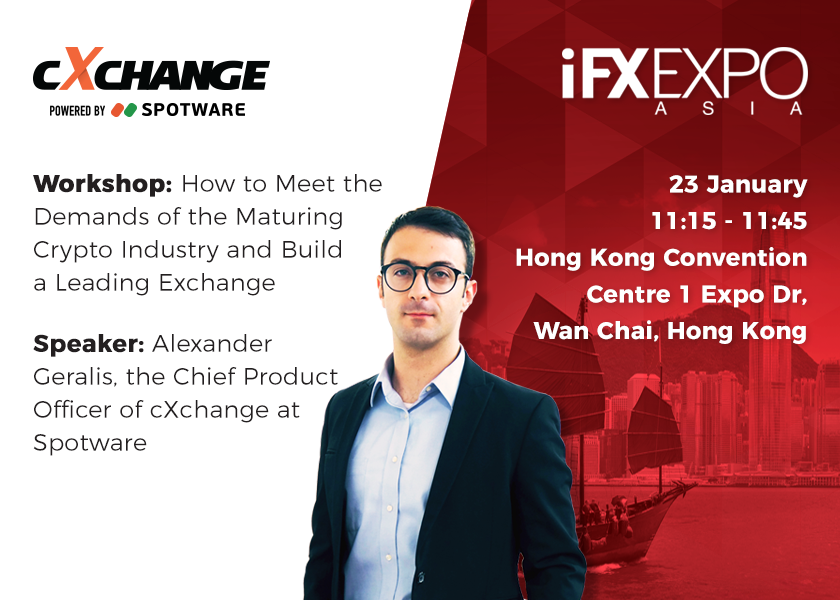 cXchange
POWERED BY SPOTWARE
Workshop: How to Meet the
Demands of the Maturing
Crypto Industry and Build
a Leading Exchange
Speaker: Alexander
Geralis, the Chief Product
Officer of cXchange at
Spotware
iFXEXPO
ASIA
23 January
11:15 - 11:45
Hong Kong Convention
Centre 1 Expo Dr,
Wan Chai, Hong Kong